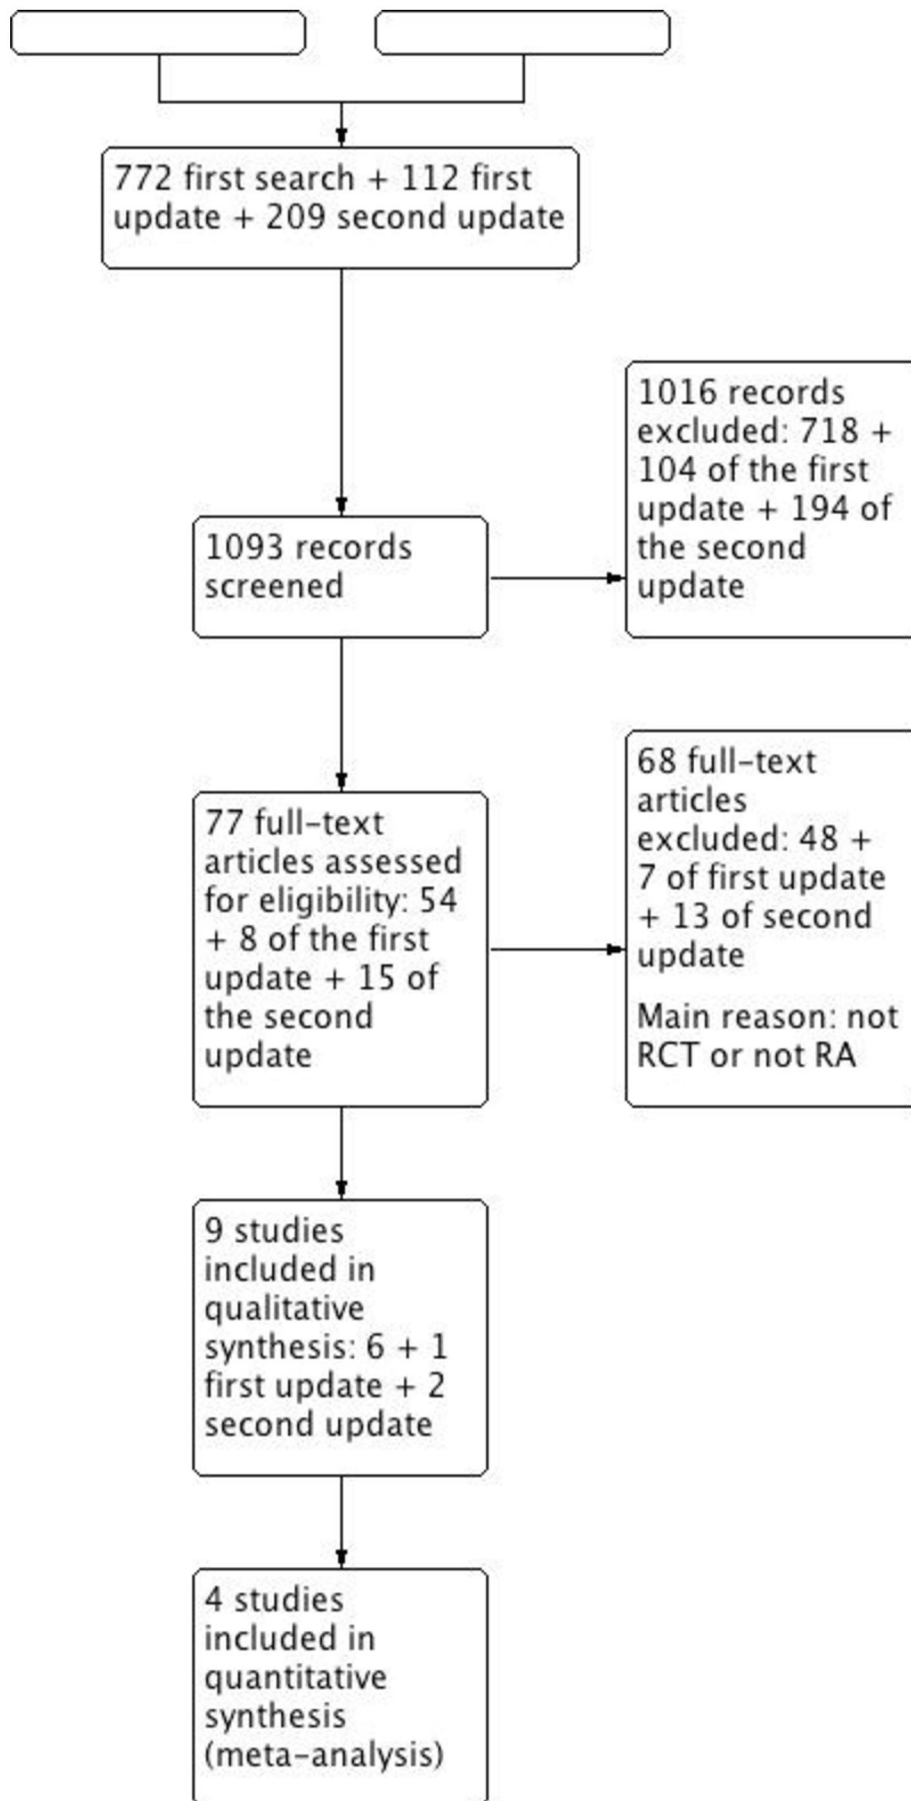 772 first search + 112 first
update + 209 second update
1016 records
excluded: 718 +
104 of the first
update + 194 of
the second
update
1093 records
screened
77 full-text
articles assessed
for eligibility: 54
+ 8 of the first
update + 15 of
the second
update
68 full-text
articles
excluded: 48 +
7 of first update
+ 13 of second
update
Main reason: not
RCT or not RA
9 studies
included in
qualitative
synthesis: 6 + 1
first update + 2
second update
4 studies
included in
quantitative
synthesis
(meta-analysis)